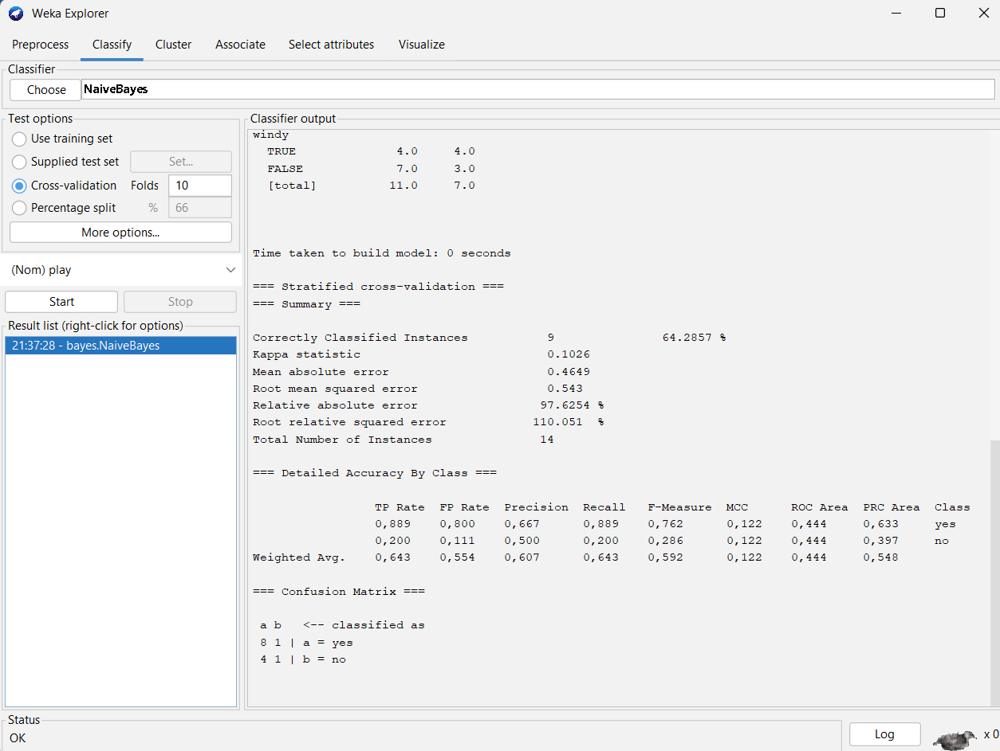 Weka Explorer
Preprocess Classify Cluster Associate Select attributes Visualize
Classifier
Choose NaiveBayes
Test options
Use training set
Supplied test set Set...
Cross-validation Folds 10
Percentage split % 66
More options...
(Nom) play
Start Stop
Result list (right-click for options)
21:37:28 - bayes.NaiveBayes
Classifier output
windy
TRUE 4.0 4.0
FALSE 7.0 3.0
[total] 11.0 7.0
Time taken to build model: 0 seconds
=== Stratified cross-validation ===
=== Summary ===
Correctly Classified Instances 9 64.2857 %
Kappa statistic 0.1026
Mean absolute error 0.4649
Root mean squared error 0.543
Relative absolute error 97.6254 %
Root relative squared error 110.051 %
Total Number of Instances 14
=== Detailed Accuracy By Class ===
TP Rate FP Rate Precision Recall F-Measure MCC ROC Area PRC Area Class
0,889 0,800 0,667 0,889 0,762 0,122 0,444 0,633 yes
0,200 0,111 0,500 0,200 0,286 0,122 0,444 0,397 no
Weighted Avg. 0,643 0,554 0,607 0,643 0,592 0,122 0,444 0,548
=== Confusion Matrix ===
a b <-- classified as
8 1 | a = yes
4 1 | b = no
Status
OK
Log x 0